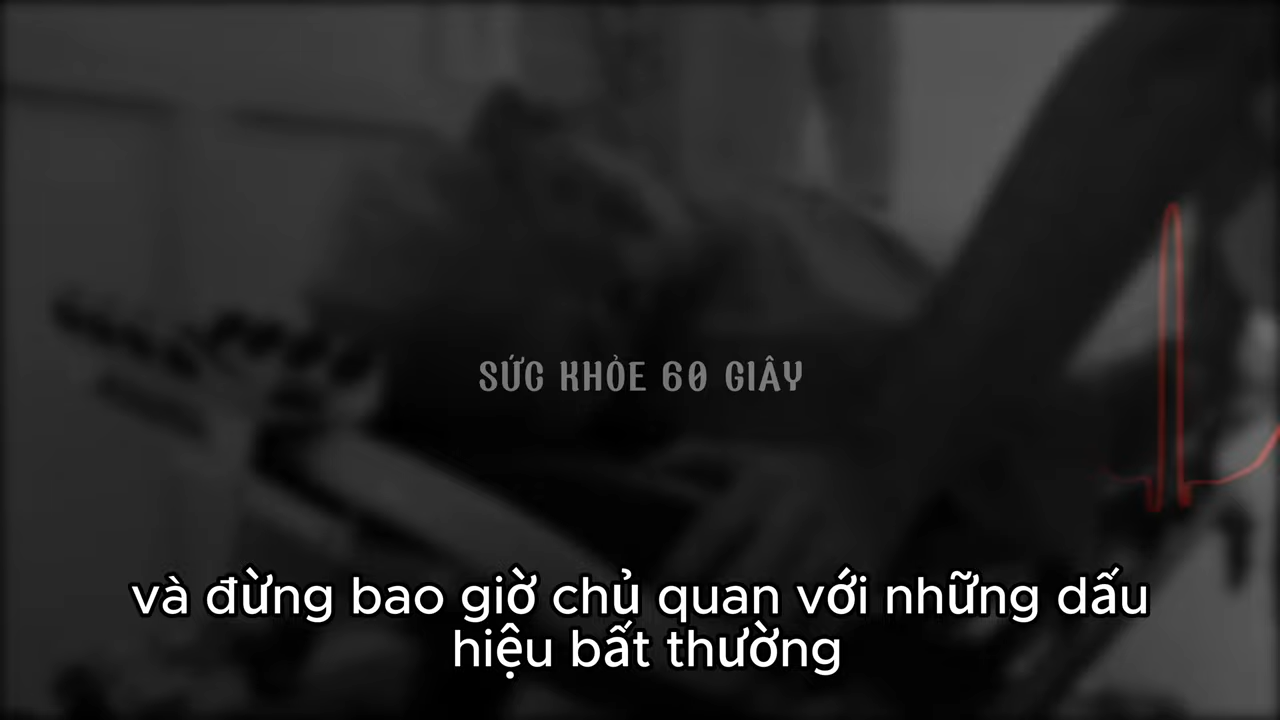 SỨC KHỎE 60 GIÂY
và đừng bao giờ chủ quan với những dấu
hiệu bất thường